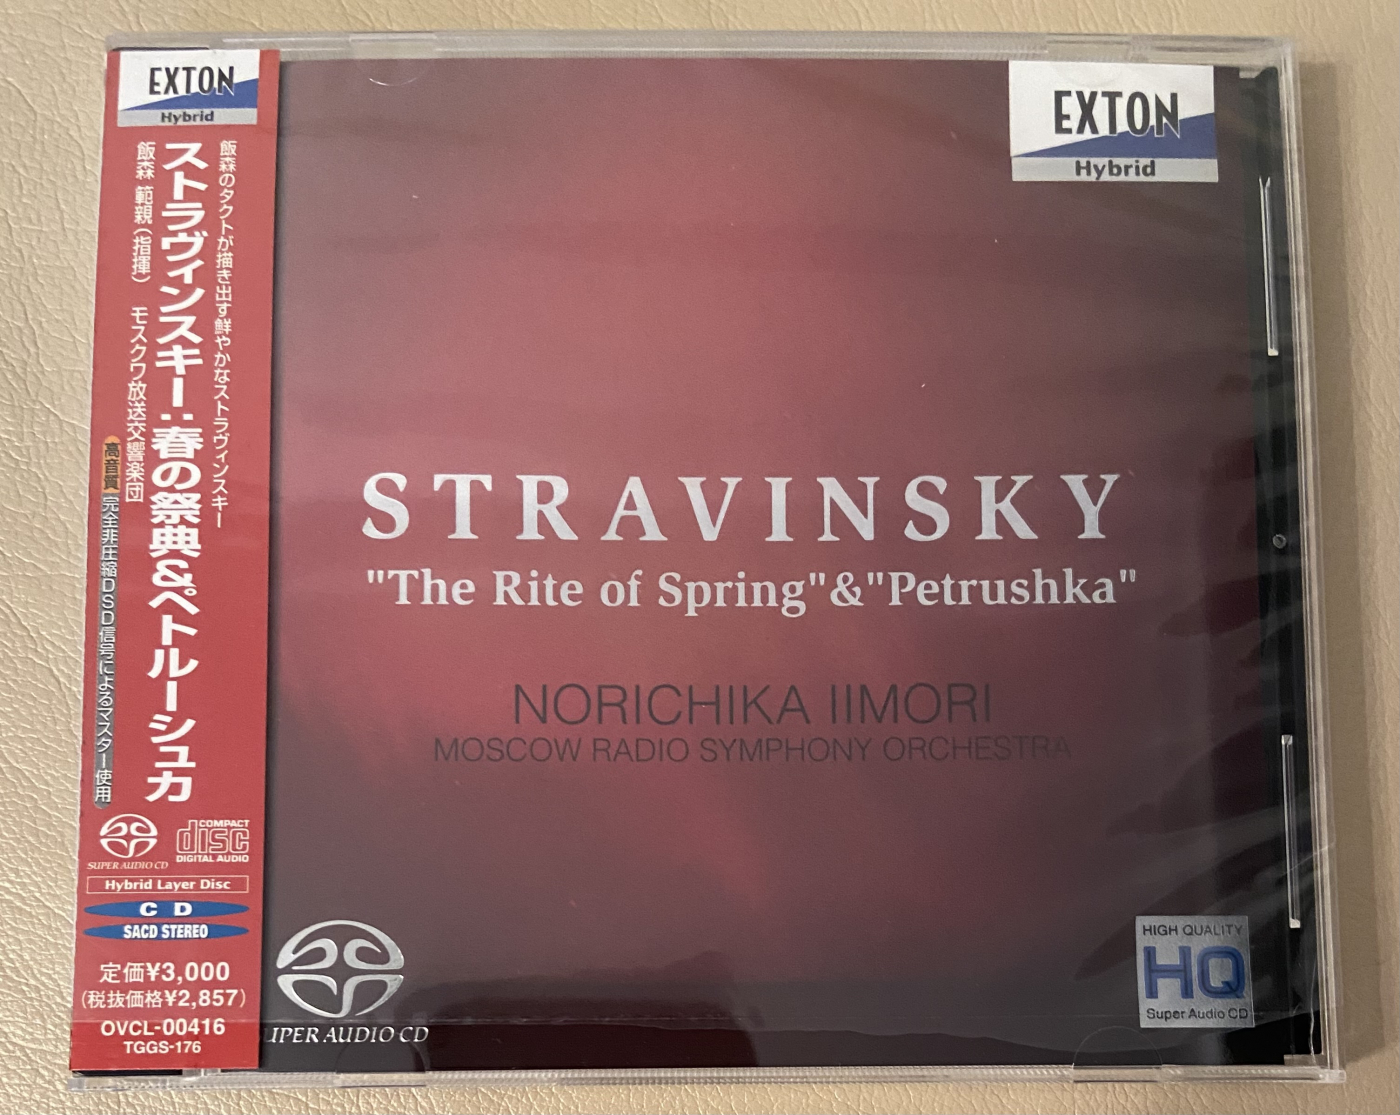 EXTON
Hybrid
飯森のタクトが描き出す鮮やかなストラヴィンスキー
ストラヴィンスキー:春の祭典&ペトルーシュカ
飯森 範親(指揮) モスクワ放送交響楽団
高音質 完全非圧縮DSD信号によるマスター使用
SUPER AUDIO CD
COMPACT
disc
DIGITAL AUDIO
Hybrid Layer Disc
CD
SACD STEREO
定価¥3,000
(税抜価格¥2,857)
OVCL-00416
TGGS-176
EXTON
Hybrid
STRAVINSKY
"The Rite of Spring"&"Petrushka"
NORICHIKA IIMORI
MOSCOW RADIO SYMPHONY ORCHESTRA
SUPER AUDIO CD
HIGH QUALITY
HQ
Super Audio CD